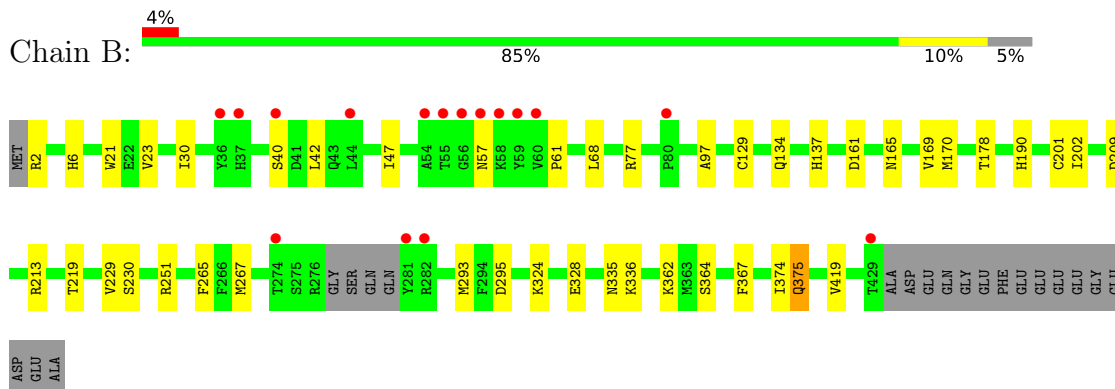 4%
Chain B:
85%
10%
5%
MET
R2
H6
W21
E22
V23
I30
Y36
H37
S40
D41
L42
Q43
L44
I47
A54
T55
G56
N57
K58
Y59
V60
P61
L68
R77
P80
A97
C129
Q134
H137
D161
N165
V169
M170
T178
H190
C201
I202
R213
T219
V229
S230
R251
F265
F266
M267
T274
S275
R276
GLY
SER
GLN
GLN
Y281
R282
M293
F294
D295
K324
E328
N335
K336
K362
M363
S364
F367
I374
Q375
V419
T429
ALA
ASP
GLU
GLU
GLN
GLY
GLU
PHE
GLU
GLU
GLU
GLU
GLY
ASP
GLU
ALA